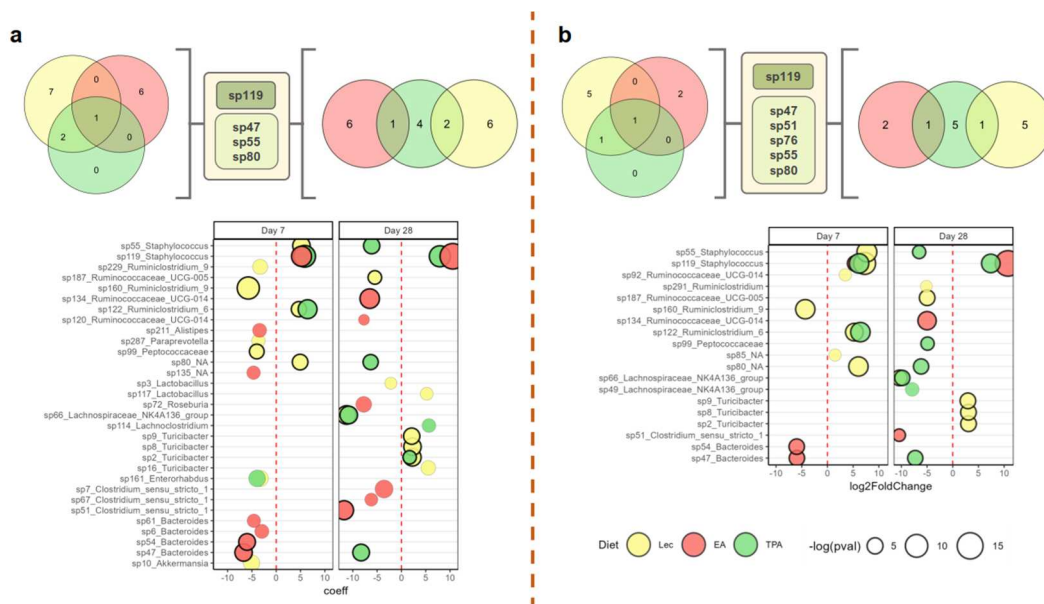 a
7
0
6
1
2
0
0
sp119
sp47
sp55
sp80
6 1 4 2 6
Day 7 Day 28
sp55_Staphylococcus
sp119_Staphylococcus
sp229_Ruminiclostridium_9
sp187_Ruminococcaceae_UCG-005
sp160_Ruminiclostridium_9
sp134_Ruminococcaceae_UCG-014
sp122_Ruminiclostridium_6
sp120_Ruminococcaceae_UCG-014
sp211_Alistipes
sp287_Paraprevotella
sp99_Peptococcaceae
sp80_NA
sp135_NA
sp3_Lactobacillus
sp117_Lactobacillus
sp72_Roseburia
sp66_Lachnospiraceae_NK4A136_group
sp114_Lachnoclostridium
sp9_Turicibacter
sp8_Turicibacter
sp2_Turicibacter
sp16_Turicibacter
sp161_Enterorhabdus
sp7_Clostridium_sensu_stricto_1
sp67_Clostridium_sensu_stricto_1
sp51_Clostridium_sensu_stricto_1
sp61_Bacteroides
sp6_Bacteroides
sp54_Bacteroides
sp47_Bacteroides
sp10_Akkermansia
-10 -5 0 5 10 -10 -5 0 5 10
coeff
b
5
0
2
1
1
0
0
sp119
sp47
sp51
sp76
sp55
sp80
2 1 5 1 5
Day 7 Day 28
sp55_Staphylococcus
sp119_Staphylococcus
sp92_Ruminococcaceae_UCG-014
sp291_Ruminiclostridium
sp187_Ruminococcaceae_UCG-005
sp160_Ruminiclostridium_9
sp134_Ruminococcaceae_UCG-014
sp122_Ruminiclostridium_6
sp99_Peptococcaceae
sp85_NA
sp80_NA
sp66_Lachnospiraceae_NK4A136_group
sp49_Lachnospiraceae_NK4A136_group
sp9_Turicibacter
sp8_Turicibacter
sp2_Turicibacter
sp51_Clostridium_sensu_stricto_1
sp54_Bacteroides
sp47_Bacteroides
-10 -5 0 5 10 -10 -5 0 5 10
log2FoldChange
Diet Lec EA TPA -log(pval) 5 10 15